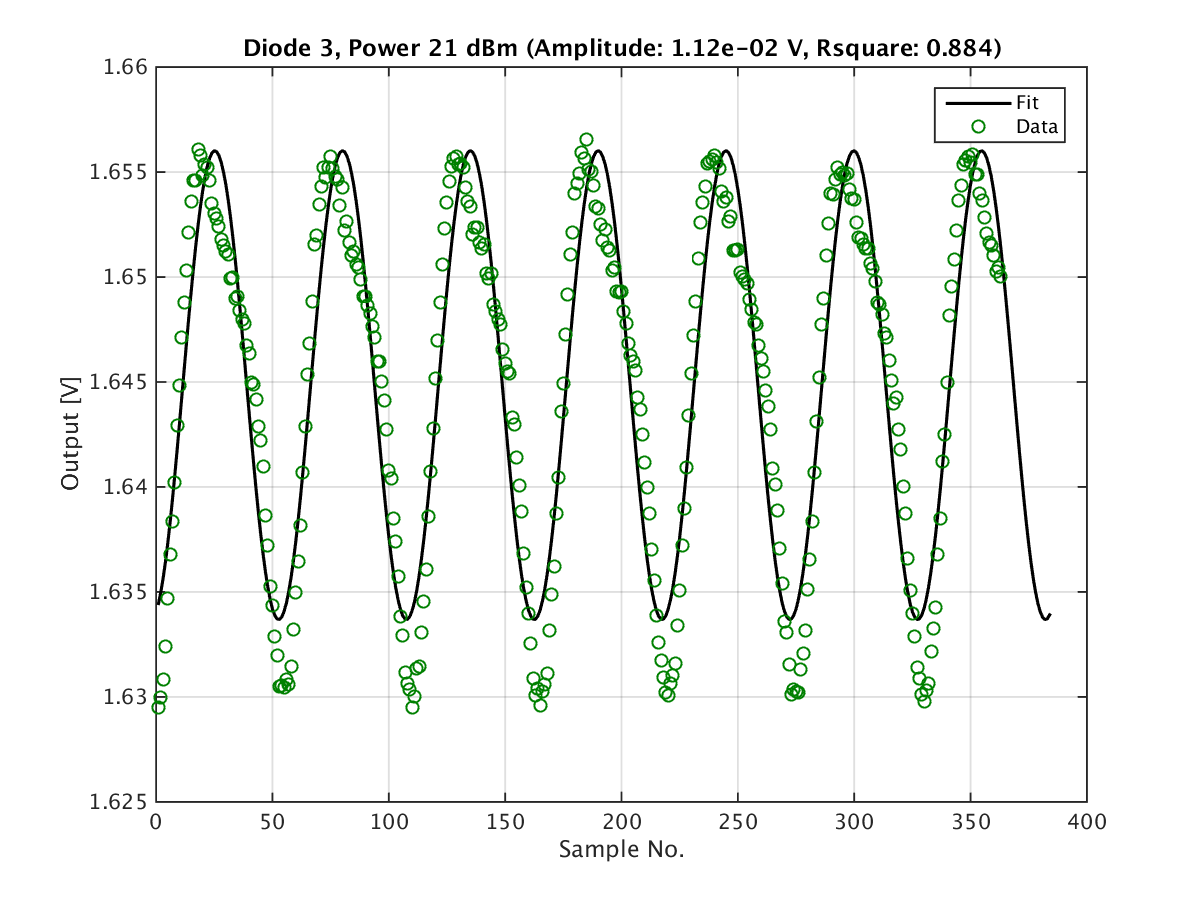 Diode 3, Power 21 dBm (Amplitude: 1.12e-02 V, Rsquare: 0.884)
1.66
1.655
1.65
1.645
1.64
1.635
1.63
1.625
Output [V]
Fit
Data
0 50 100 150 200 250 300 350 400
Sample No.